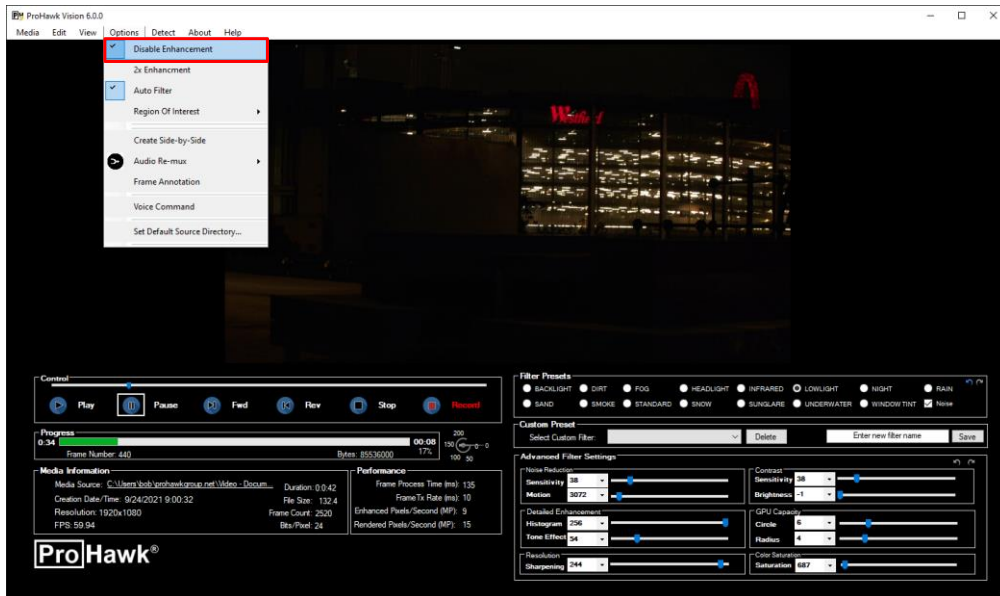 ProHawk Vision 6.0.0
Media Edit View Options Detect About Help
Disable Enhancement
2x Enhancment
Auto Filter
Region Of Interest
Create Side-by-Side
Audio Re-mux
Frame Annotation
Voice Command
Set Default Source Directory...
Control
Play Pause Fwd Rev Stop Record
Progress
0:34 00:08
Frame Number: 440 Bytes: 85536000 17%
200
150 0
100 50
Media Information
Media Source: C:\Users\bob\prohawkgroup.net\Video - Docum... Duration: 0:0:42
Creation Date/Time: 9/24/2021 9:00:32 File Size: 132.4
Resolution: 1920x1080 Frame Count: 2520
FPS: 59.94 Bits/Pixel: 24
Performance
Frame Process Time (ms): 135
FrameTx Rate (ms): 10
Enhanced Pixels/Second (MP): 9
Rendered Pixels/Second (MP): 15
ProHawk®
Filter Presets
BACKLIGHT DIRT FOG HEADLIGHT INFRARED LOWLIGHT NIGHT RAIN
SAND SMOKE STANDARD SNOW SUNGLARE UNDERWATER WINDOW TINT Noise
Custom Preset
Select Custom Filter: Delete Enter new filter name Save
Advanced Filter Settings
Noise Reduction
Sensitivity 38
Motion 3072
Contrast
Sensitivity 38
Brightness -1
Detailed Enhancement
Histogram 256
Tone Effect 54
GPU Capacity
Circle 6
Radius 4
Resolution
Sharpening 244
Color Saturation
Saturation 687